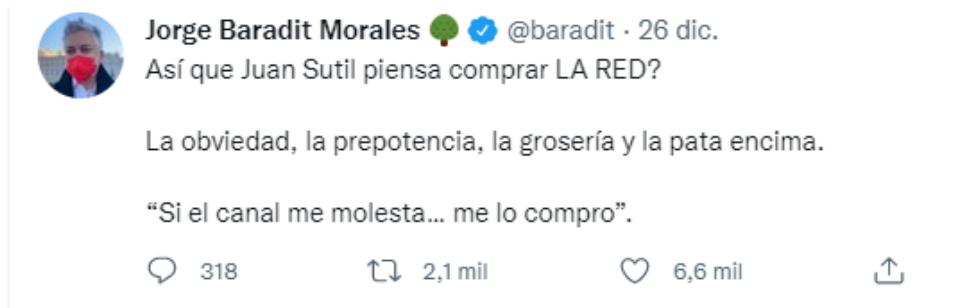 Jorge Baradit Morales 🌳 @baradit · 26 dic.
Así que Juan Sutil piensa comprar LA RED?
La obviedad, la prepotencia, la grosería y la pata encima.
“Si el canal me molesta... me lo compro”.
318 2,1 mil 6,6 mil